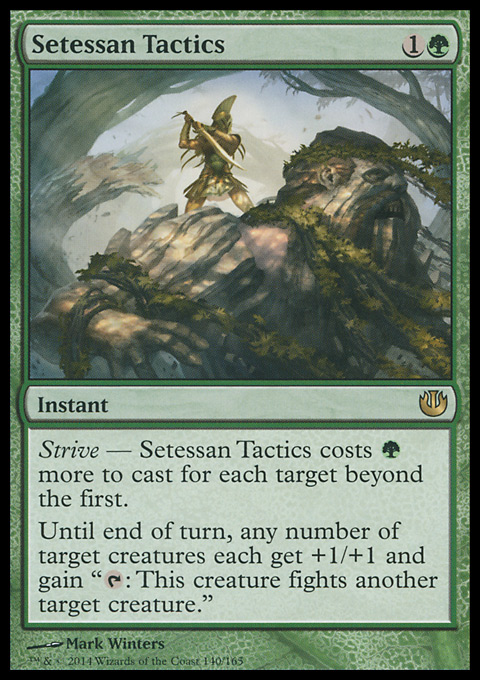 Setessan Tactics 1
Instant
Strive — Setessan Tactics costs
more to cast for each target beyond
the first.
Until end of turn, any number of
target creatures each get +1/+1 and
gain “: This creature fights another
target creature.”
Mark Winters
™ & © 2014 Wizards of the Coast 140/165